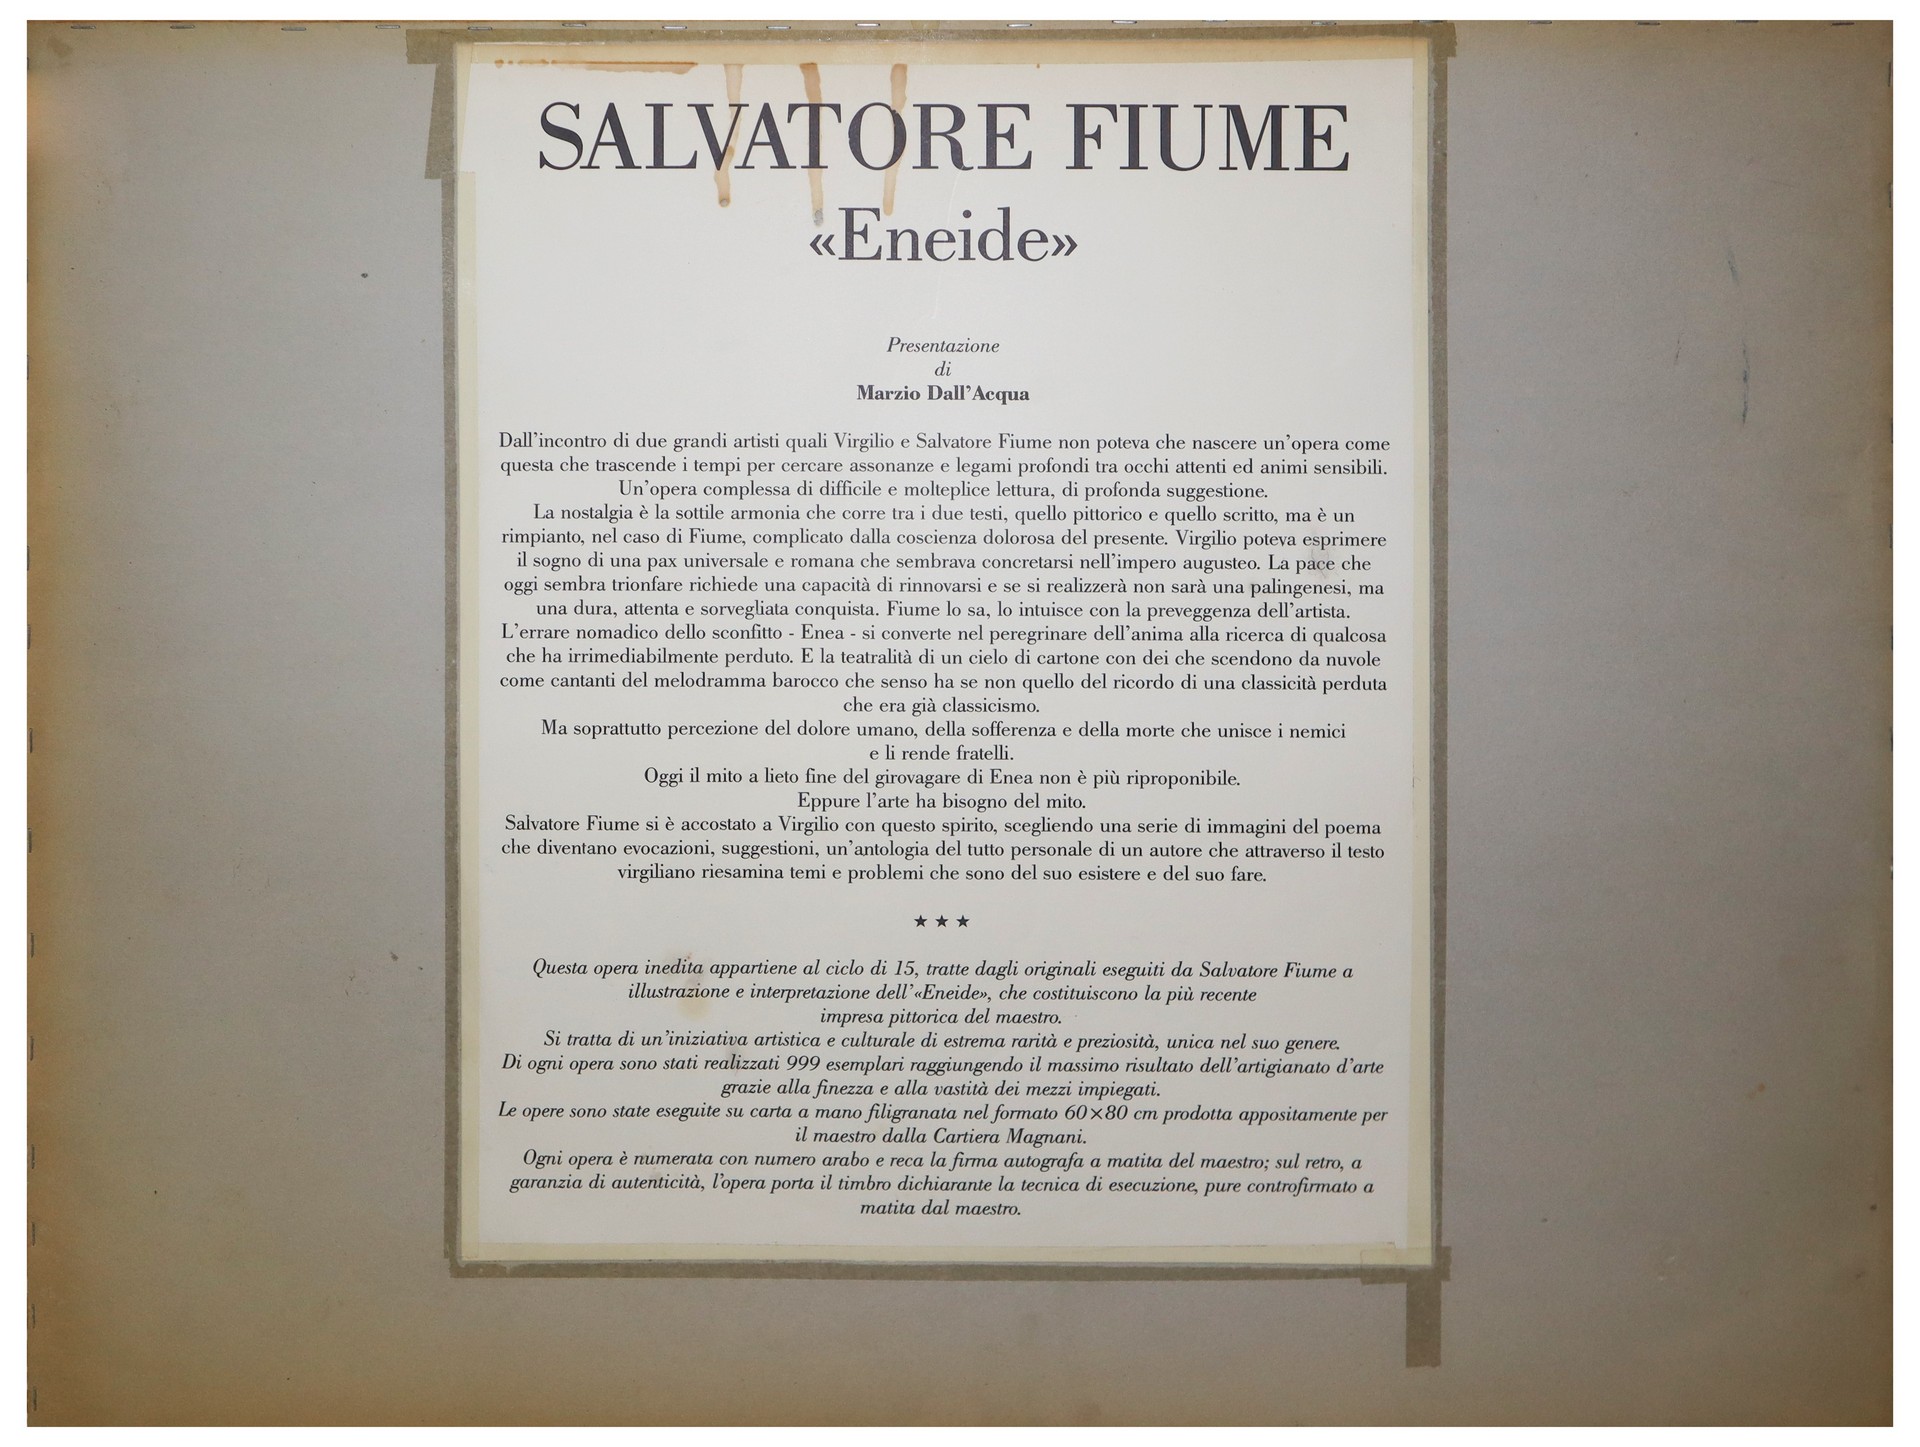 SALVATORE FIUME
«Eneide»
Presentazione
di
Marzio Dall'Acqua
Dall'incontro di due grandi artisti quali Virgilio e Salvatore Fiume non poteva che nascere un'opera come
questa che trascende i tempi per cercare assonanze e legami profondi tra occhi attenti ed animi sensibili.
Un'opera complessa di difficile e molteplice lettura, di profonda suggestione.
La nostalgia è la sottile armonia che corre tra i due testi, quello pittorico e quello scritto, ma è un
rimpianto, nel caso di Fiume, complicato dalla coscienza dolorosa del presente. Virgilio poteva esprimere
il sogno di una pax universale e romana che sembrava concretarsi nell'impero augusteo. La pace che
oggi sembra trionfare richiede una capacità di rinnovarsi e se si realizzerà non sarà una palingenesi, ma
una dura, attenta e sorvegliata conquista. Fiume lo sa, lo intuisce con la preveggenza dell'artista.
L'errare nomadico dello sconfitto - Enea - si converte nel peregrinare dell'anima alla ricerca di qualcosa
che ha irrimediabilmente perduto. E la teatralità di un cielo di cartone con dei che scendono da nuvole
come cantanti del melodramma barocco che senso ha se non quello del ricordo di una classicità perduta
che era già classicismo.
Ma soprattutto percezione del dolore umano, della sofferenza e della morte che unisce i nemici
e li rende fratelli.
Oggi il mito a lieto fine del girovagare di Enea non è più riproponibile.
Eppure l'arte ha bisogno del mito.
Salvatore Fiume si è accostato a Virgilio con questo spirito, scegliendo una serie di immagini del poema
che diventano evocazioni, suggestioni, un'antologia del tutto personale di un autore che attraverso il testo
virgiliano riesamina temi e problemi che sono del suo esistere e del suo fare.
★ ★ ★
Questa opera inedita appartiene al ciclo di 15, tratte dagli originali eseguiti da Salvatore Fiume a
illustrazione e interpretazione dell'«Eneide», che costituiscono la più recente
impresa pittorica del maestro.
Si tratta di un'iniziativa artistica e culturale di estrema rarità e preziosità, unica nel suo genere.
Di ogni opera sono stati realizzati 999 esemplari raggiungendo il massimo risultato dell'artigianato d'arte
grazie alla finezza e alla vastità dei mezzi impiegati.
Le opere sono state eseguite su carta a mano filigranata nel formato 60×80 cm prodotta appositamente per
il maestro dalla Cartiera Magnani.
Ogni opera è numerata con numero arabo e reca la firma autografa a matita del maestro; sul retro, a
garanzia di autenticità, l'opera porta il timbro dichiarante la tecnica di esecuzione, pure controfirmato a
matita dal maestro.